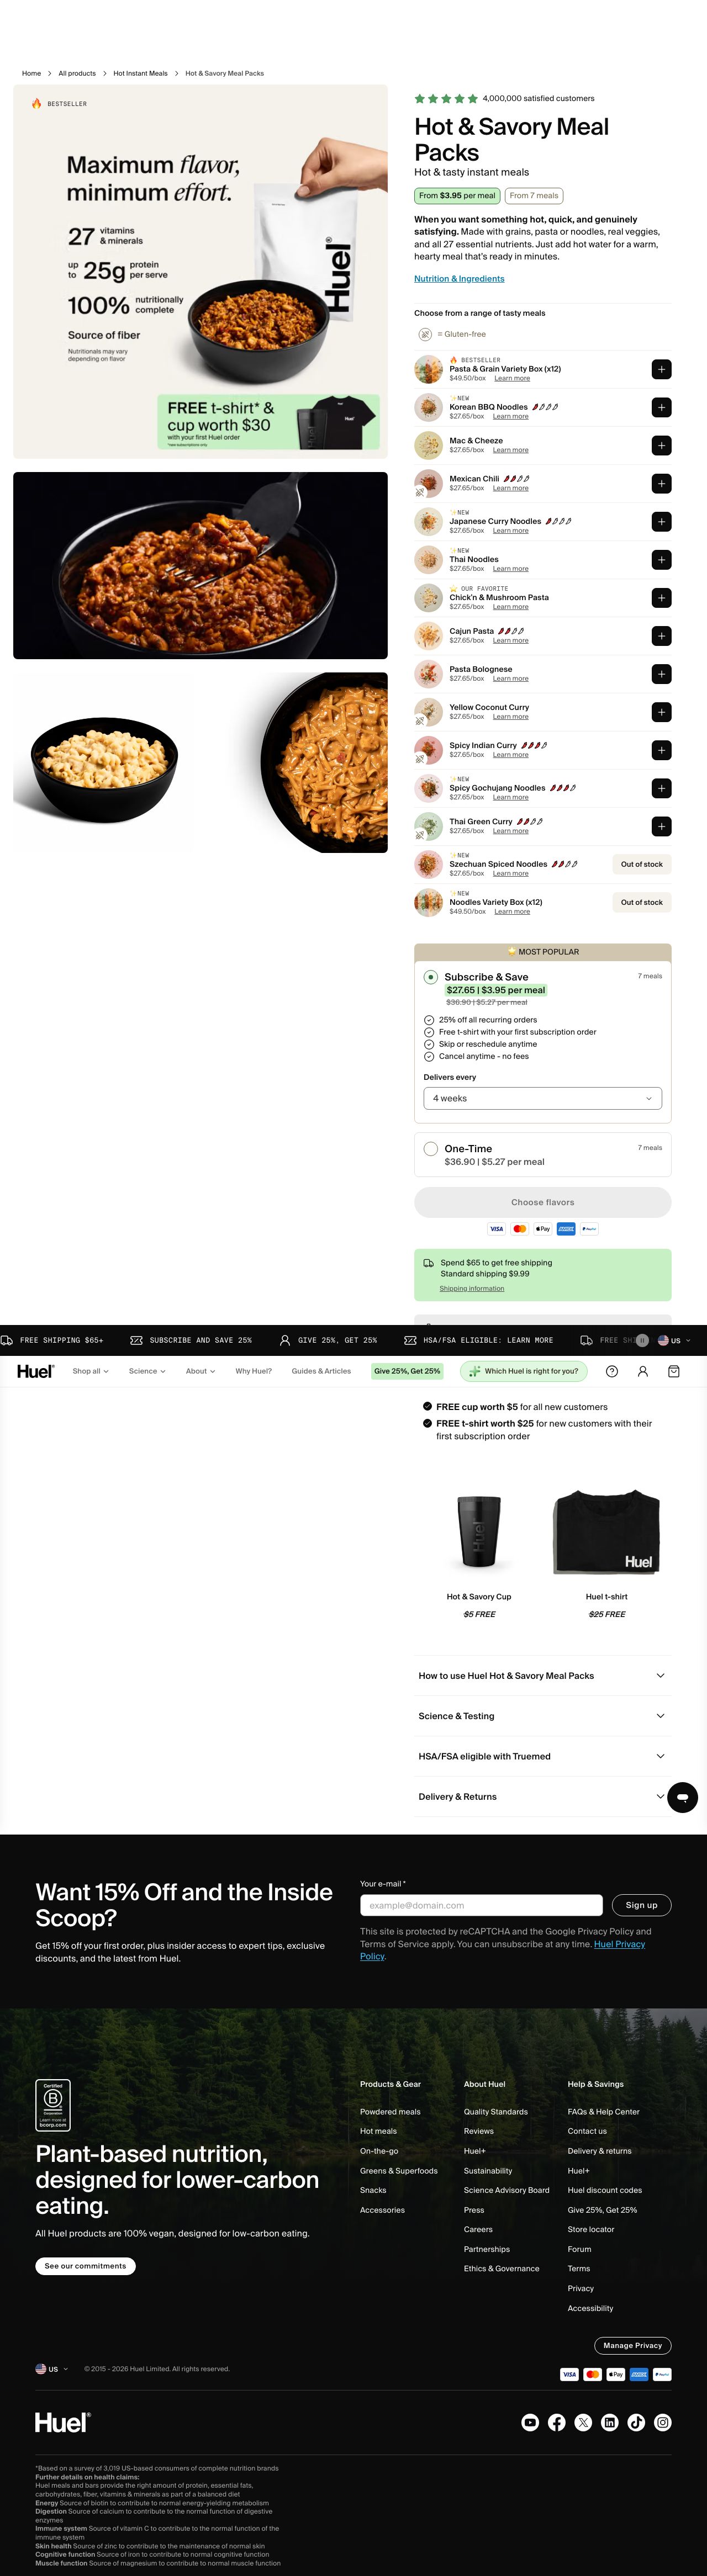 Home > All products > Hot Instant Meals > Hot & Savory Meal Packs
🔥 BESTSELLER
Maximum flavor,
minimum effort.
27 vitamins
& minerals
up to 25g protein
per serve
100% nutritionally
complete
Source of fiber
Nutritionals may vary
depending on flavor
Huel®
FREE t-shirt* &
cup worth $30
with your first Huel order
4,000,000 satisfied customers
Hot & Savory Meal
Packs
Hot & tasty instant meals
From $3.95 per meal
From 7 meals
When you want something hot, quick, and genuinely
satisfying. Made with grains, pasta or noodles, real veggies,
and all 27 essential nutrients. Just add hot water for a warm,
hearty meal that's ready in minutes.
Nutrition & Ingredients
Choose from a range of tasty meals
= Gluten-free
🔥 BESTSELLER
Pasta & Grain Variety Box (x12)
$49.50/box Learn more
✨NEW
Korean BBQ Noodles
$27.65/box Learn more
Mac & Cheeze
$27.65/box Learn more
Mexican Chili
$27.65/box Learn more
✨NEW
Japanese Curry Noodles
$27.65/box Learn more
✨NEW
Thai Noodles
$27.65/box Learn more
⭐ OUR FAVORITE
Chick'n & Mushroom Pasta
$27.65/box Learn more
Cajun Pasta
$27.65/box Learn more
Pasta Bolognese
$27.65/box Learn more
Yellow Coconut Curry
$27.65/box Learn more
Spicy Indian Curry
$27.65/box Learn more
✨NEW
Spicy Gochujang Noodles
$27.65/box Learn more
Thai Green Curry
$27.65/box Learn more
✨NEW
Szechuan Spiced Noodles
$27.65/box Learn more
Out of stock
✨NEW
Noodles Variety Box (x12)
$49.50/box Learn more
Out of stock
⭐ MOST POPULAR
Subscribe & Save
7 meals
$27.65 | $3.95 per meal
$36.90 | $5.27 per meal
25% off all recurring orders
Free t-shirt with your first subscription order
Skip or reschedule anytime
Cancel anytime - no fees
Delivers every
4 weeks
One-Time
7 meals
$36.90 | $5.27 per meal
Choose flavors
VISA
Pay
AMERICAN EXPRESS
PayPal
Spend $65 to get free shipping
Standard shipping $9.99
Shipping information
FREE SHIPPING $65+
SUBSCRIBE AND SAVE 25%
GIVE 25%, GET 25%
HSA/FSA ELIGIBLE: LEARN MORE
FREE SHI
US
Huel®
Shop all
Science
About
Why Huel?
Guides & Articles
Give 25%, Get 25%
Which Huel is right for you?
FREE cup worth $5 for all new customers
FREE t-shirt worth $25 for new customers with their
first subscription order
Huel
Huel
Hot & Savory Cup
Huel t-shirt
$5 FREE
$25 FREE
How to use Huel Hot & Savory Meal Packs
Science & Testing
HSA/FSA eligible with Truemed
Delivery & Returns
Want 15% Off and the Inside
Scoop?
Get 15% off your first order, plus insider access to expert tips, exclusive
discounts, and the latest from Huel.
Your e-mail *
example@domain.com
Sign up
This site is protected by reCAPTCHA and the Google Privacy Policy and
Terms of Service apply. You can unsubscribe at any time. Huel Privacy
Policy.
Certified
B
Corporation
Learn more at
bcorp.com
Plant-based nutrition,
designed for lower-carbon
eating.
All Huel products are 100% vegan, designed for low-carbon eating.
See our commitments
Products & Gear
Powdered meals
Hot meals
On-the-go
Greens & Superfoods
Snacks
Accessories
About Huel
Quality Standards
Reviews
Huel+
Sustainability
Science Advisory Board
Press
Careers
Partnerships
Ethics & Governance
Help & Savings
FAQs & Help Center
Contact us
Delivery & returns
Huel+
Huel discount codes
Give 25%, Get 25%
Store locator
Forum
Terms
Privacy
Accessibility
Manage Privacy
US
© 2015 - 2026 Huel Limited. All rights reserved.
VISA
Pay
AMERICAN EXPRESS
PayPal
Huel®
*Based on a survey of 3,019 US-based consumers of complete nutrition brands
Further details on health claims:
Huel meals and bars provide the right amount of protein, essential fats,
carbohydrates, fiber, vitamins & minerals as part of a balanced diet
Energy Source of biotin to contribute to normal energy-yielding metabolism
Digestion Source of calcium to contribute to the normal function of digestive
enzymes
Immune system Source of vitamin C to contribute to the normal function of the
immune system
Skin health Source of zinc to contribute to the maintenance of normal skin
Cognitive function Source of iron to contribute to normal cognitive function
Muscle function Source of magnesium to contribute to normal muscle function